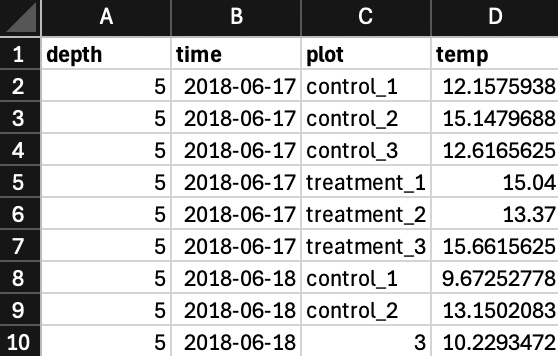 A B C D
1 depth time plot temp
2 5 2018-06-17 control_1 12.1575938
3 5 2018-06-17 control_2 15.1479688
4 5 2018-06-17 control_3 12.6165625
5 5 2018-06-17 treatment_1 15.04
6 5 2018-06-17 treatment_2 13.37
7 5 2018-06-17 treatment_3 15.6615625
8 5 2018-06-18 control_1 9.67252778
9 5 2018-06-18 control_2 13.1502083
10 5 2018-06-18 3 10.2293472